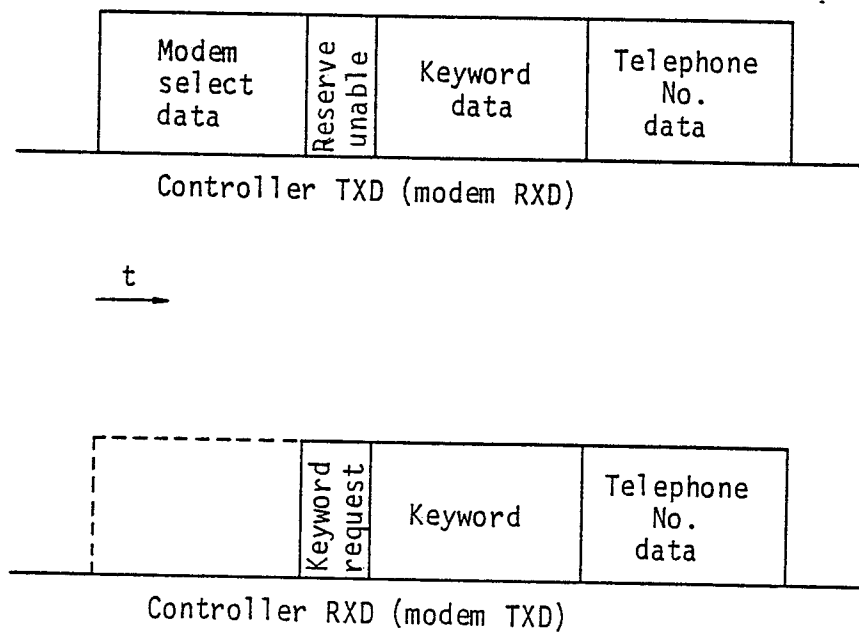 Modem
select
data
Reserve
unable
Keyword
data
Telephone
No.
data
Controller TXD (modem RXD)
t
Keyword
request
Keyword
Telephone
No.
data
Controller RXD (modem TXD)